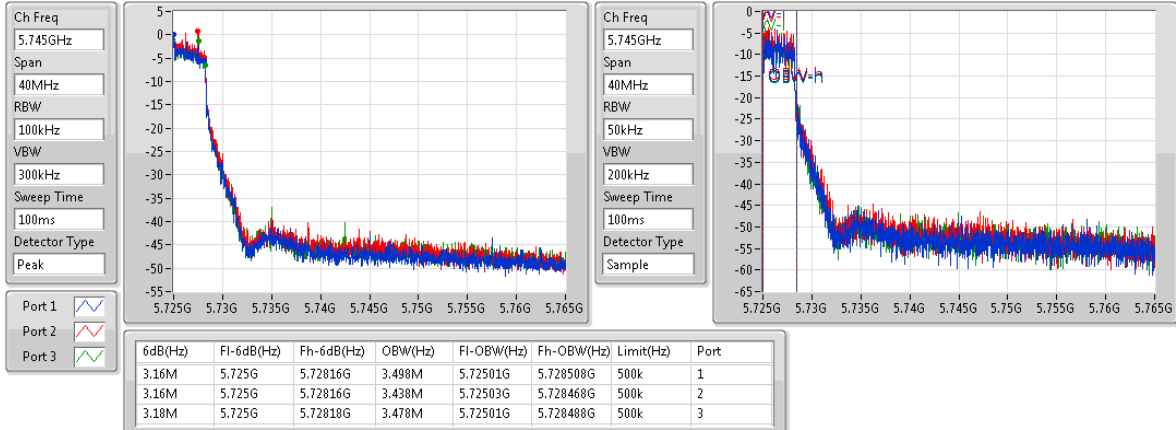 Ch Freq
5.745GHz
Span
40MHz
RBW
100kHz
VBW
300kHz
Sweep Time
100ms
Detector Type
Peak
5
0
-5
-10
-15
-20
-25
-30
-35
-40
-45
-50
-55
5.725G 5.73G 5.735G 5.74G 5.745G 5.75G 5.755G 5.76G 5.765G
Ch Freq
5.745GHz
Span
40MHz
RBW
50kHz
VBW
200kHz
Sweep Time
100ms
Detector Type
Sample
0
-5
-10
-15
-20
-25
-30
-35
-40
-45
-50
-55
-60
-65
5.725G 5.73G 5.735G 5.74G 5.745G 5.75G 5.755G 5.76G 5.765G
Port 1
Port 2
Port 3
6dB(Hz) Fl-6dB(Hz) Fh-6dB(Hz) OBW(Hz) Fl-OBW(Hz) Fh-OBW(Hz) Limit(Hz) Port
3.16M 5.725G 5.72816G 3.498M 5.72501G 5.728508G 500k 1
3.16M 5.725G 5.72816G 3.438M 5.72503G 5.728468G 500k 2
3.18M 5.725G 5.72818G 3.478M 5.72501G 5.728488G 500k 3